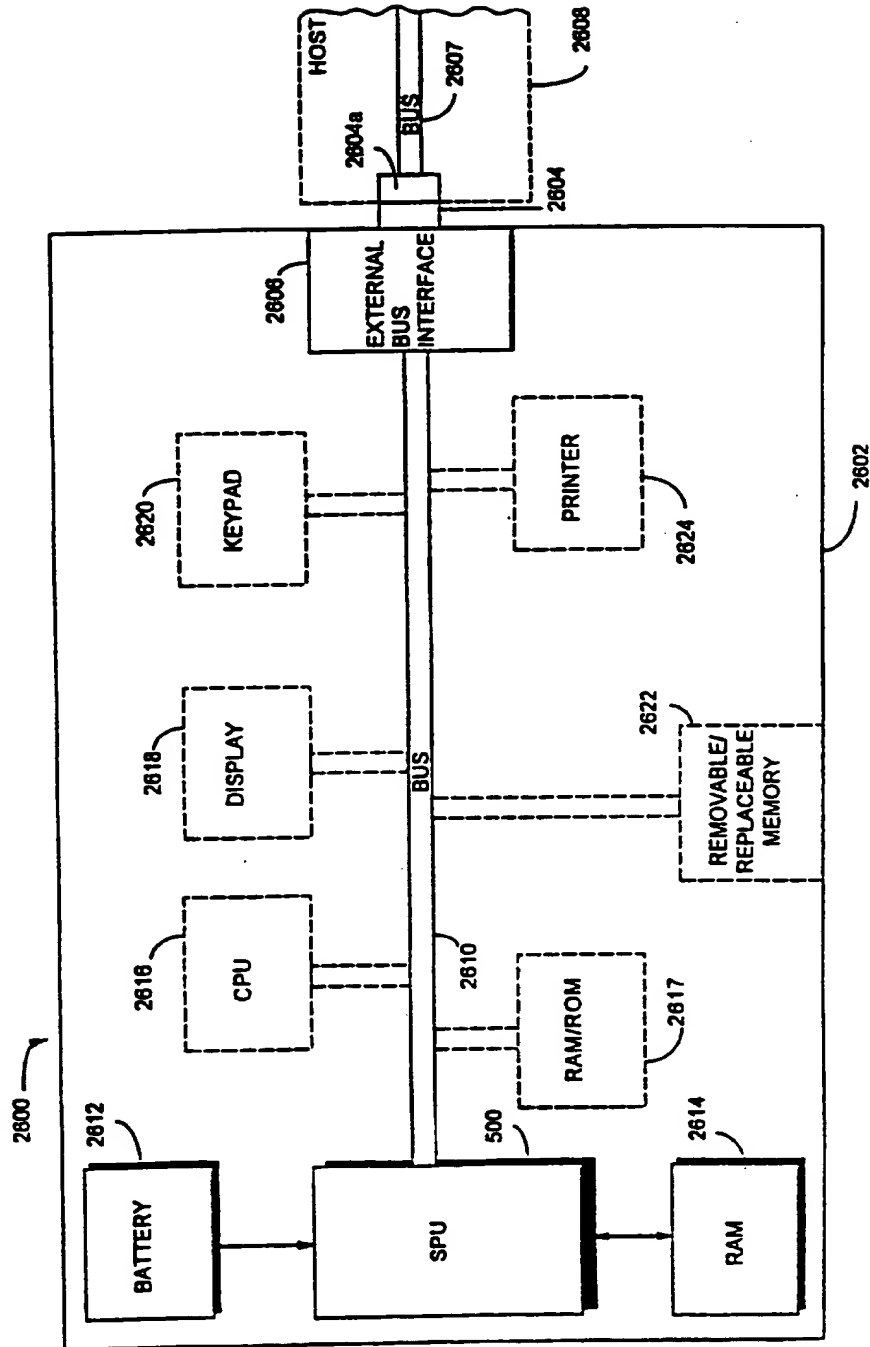 2600
2612
BATTERY
2616
CPU
2618
DISPLAY
2620
KEYPAD
2606
EXTERNAL
BUS
INTERFACE
HOST
2604a
BUS
2607
2604
2608
SPU
500
BUS
2610
RAM/ROM
2617
PRINTER
2624
2622
REMOVABLE/
REPLACEABLE
MEMORY
2614
RAM
2602